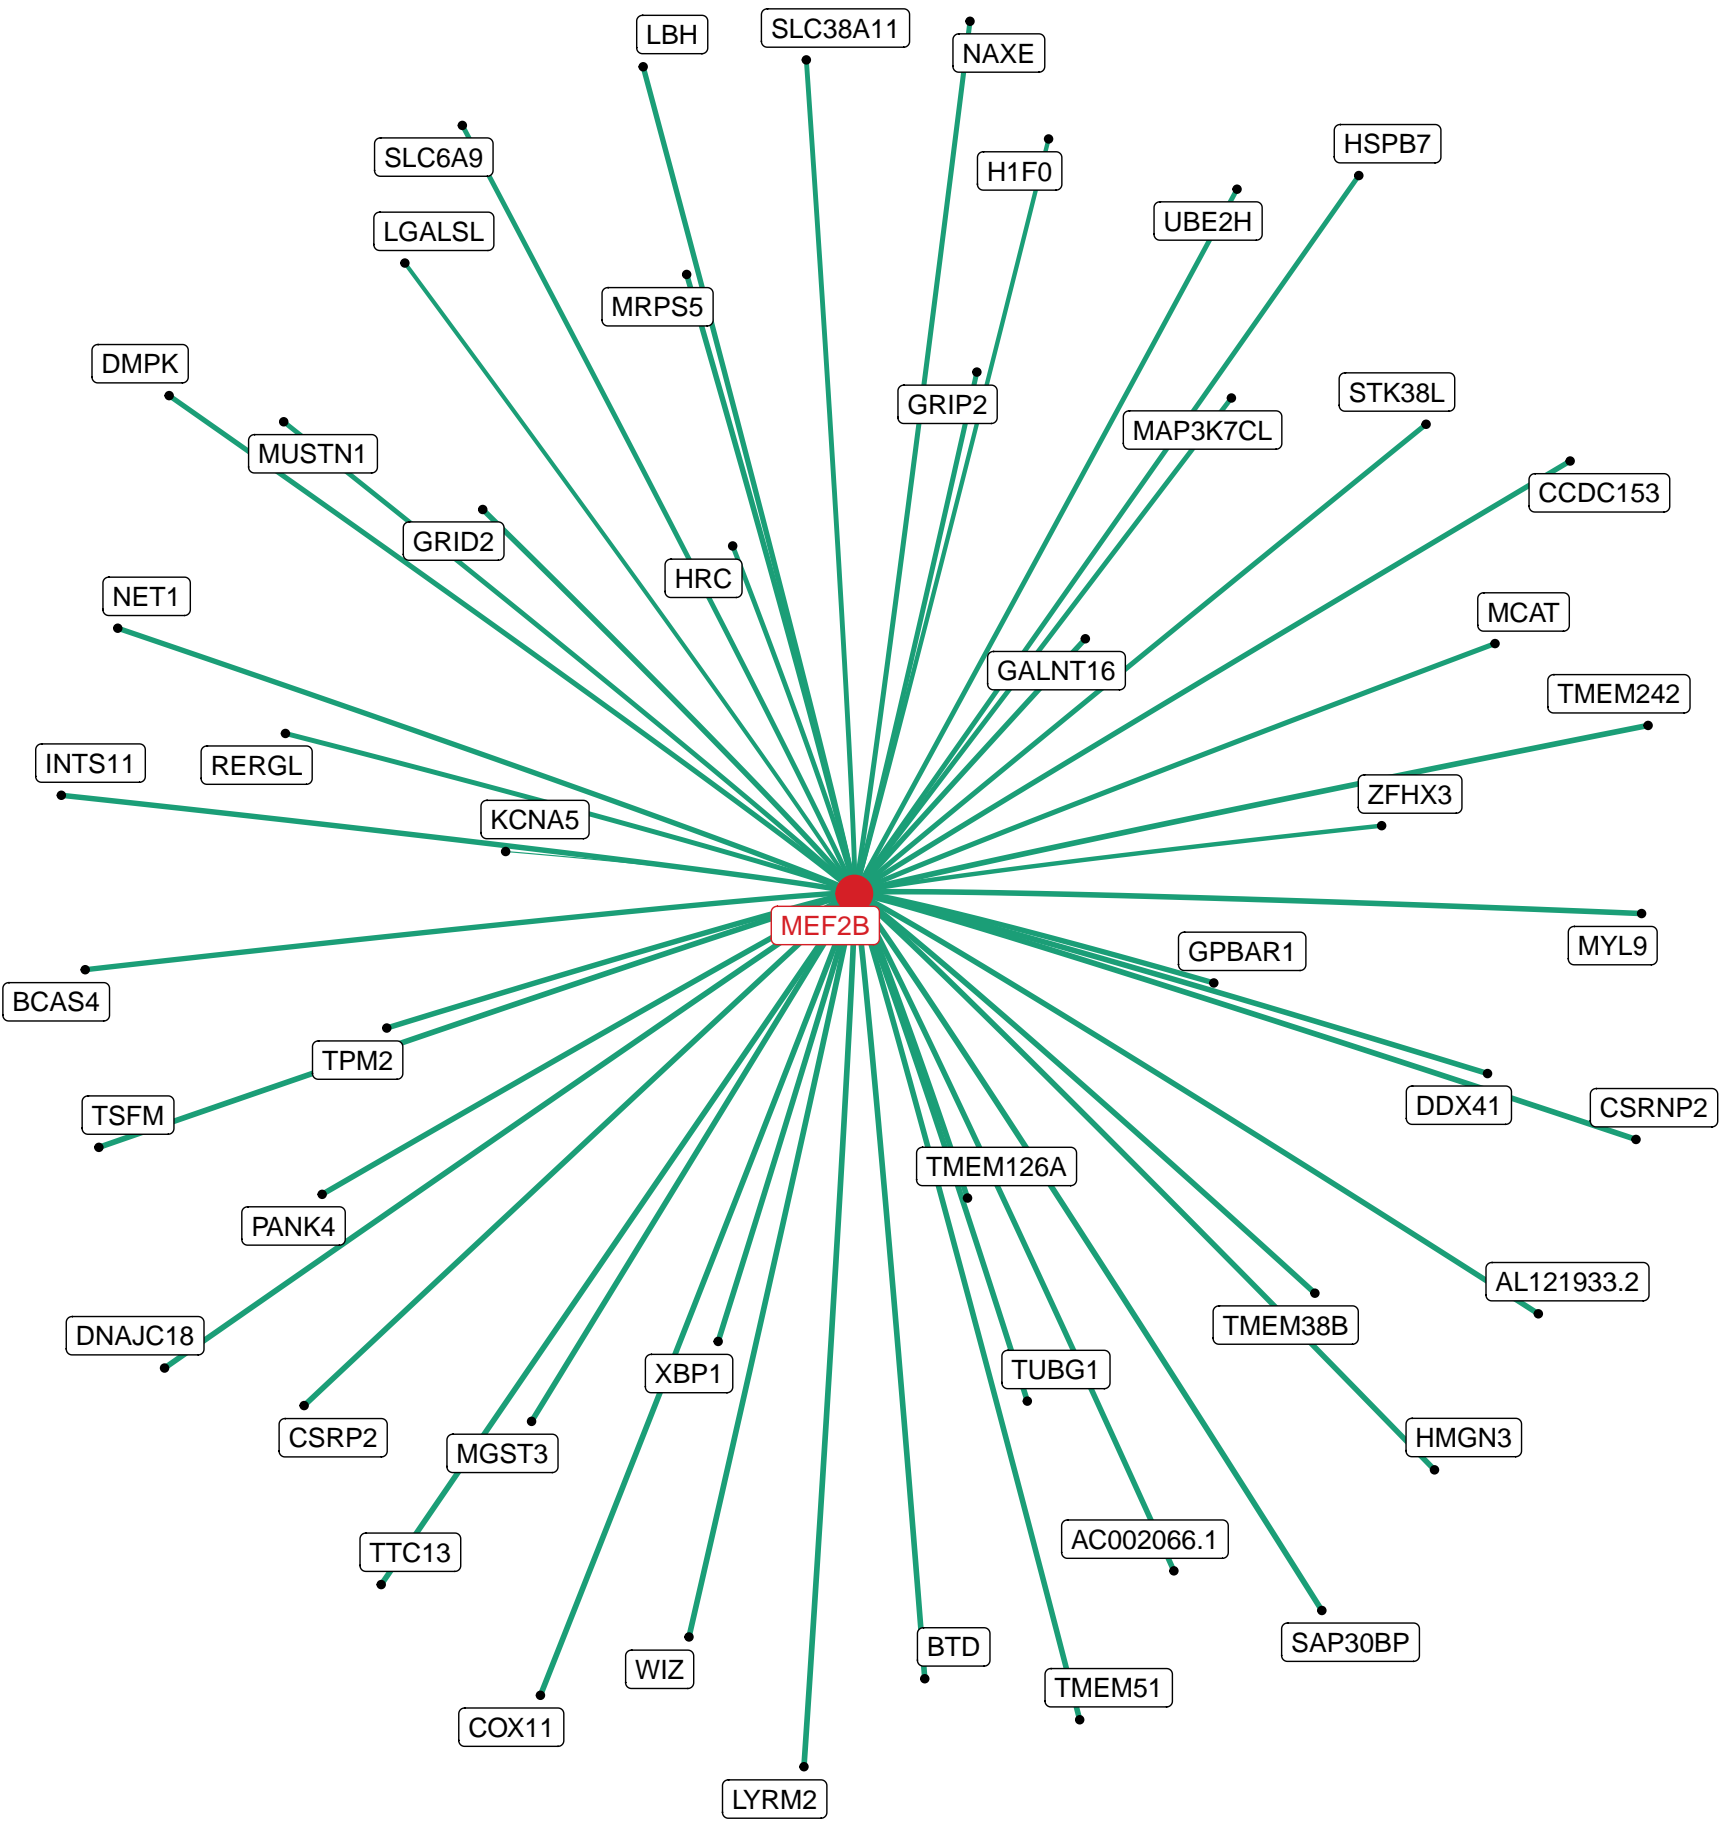 SLC38A11
LBH
NAXE
HSPB7
SLC6A9
H1F0
UBE2H
LGALSL
MRPS5
DMPK
STK38L
GRIP2
MAP3K7CL
MUSTN1
CCDC153
GRID2
HRC
NET1
MCAT
GALNT16
TMEM242
INTS11
RERGL
ZFHX3
KCNA5
MEF2B
MYL9
GPBAR1
BCAS4
TPM2
DDX41
CSRNP2
TSFM
TMEM126A
PANK4
AL121933.2
TMEM38B
DNAJC18
TUBG1
XBP1
CSRP2
HMGN3
MGST3
AC002066.1
TTC13
SAP30BP
BTD
WIZ
TMEM51
COX11
LYRM2